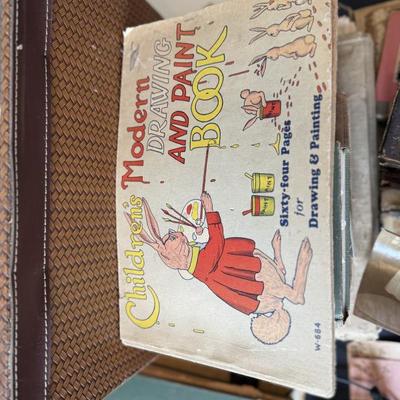 Children's Modern
DRAWING
AND PAINT
BOOK
Sixty-four Pages
for
Drawing & Painting
W-684